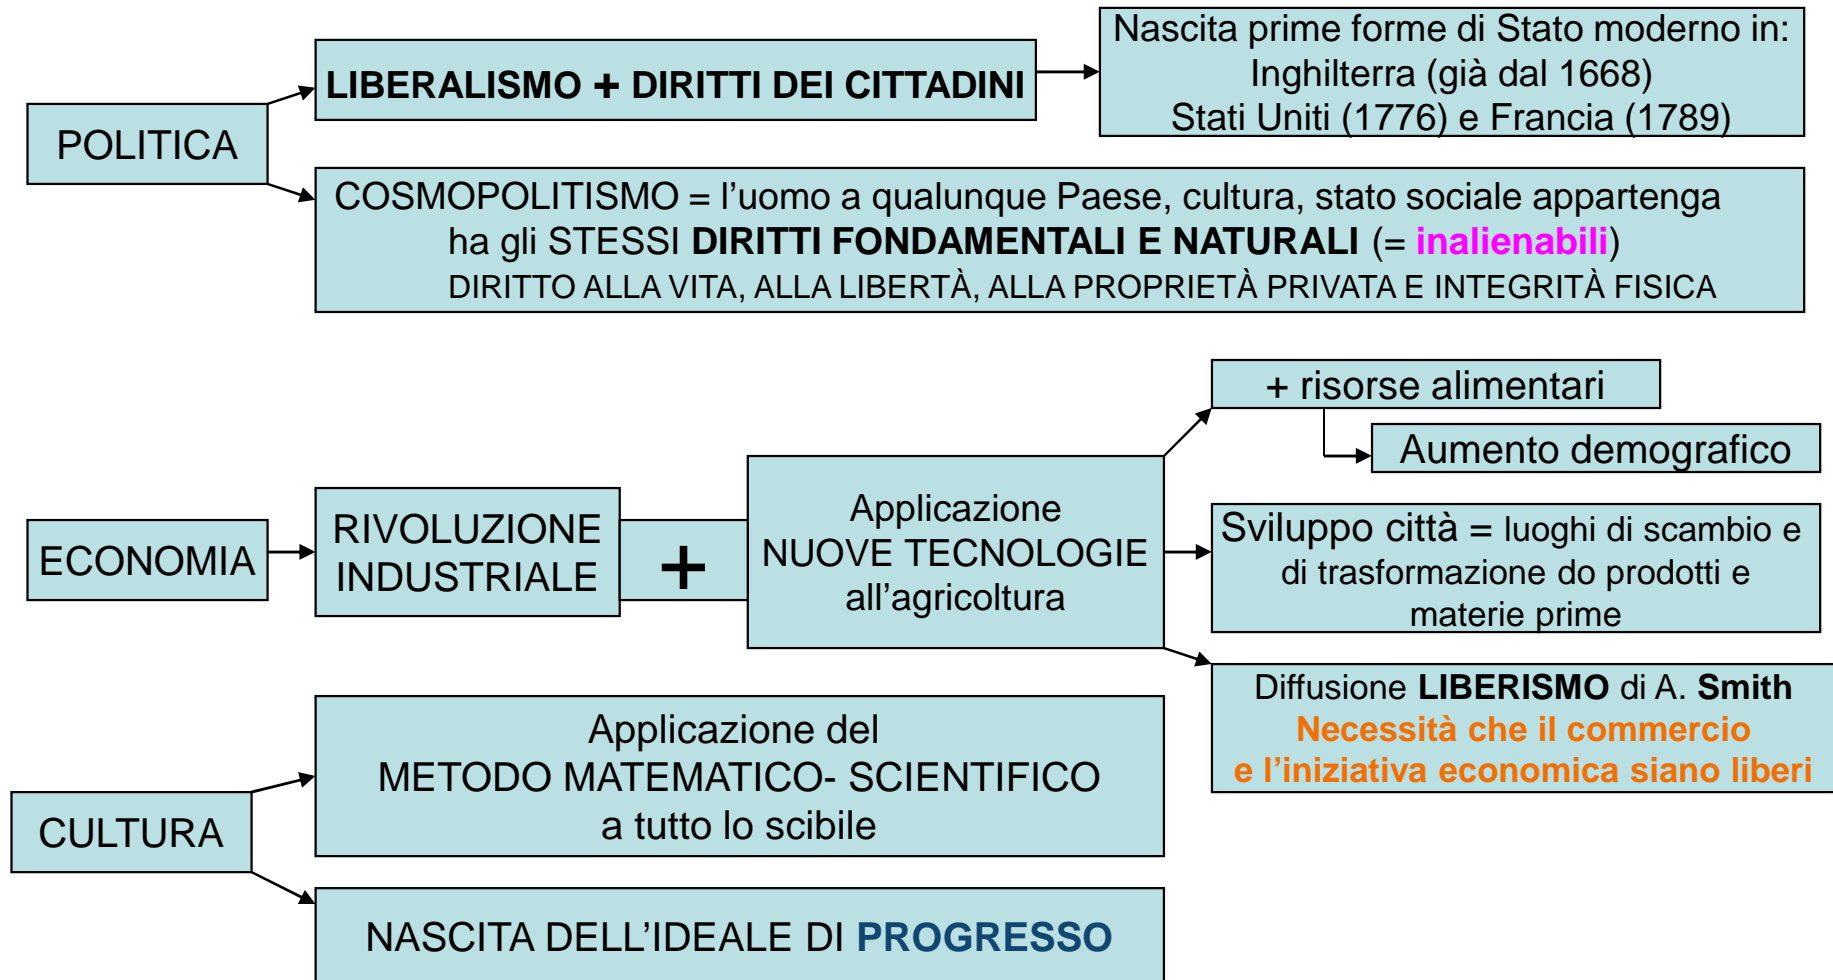 POLITICA
LIBERALISMO + DIRITTI DEI CITTADINI
Nascita prime forme di Stato moderno in:
Inghilterra (già dal 1668)
Stati Uniti (1776) e Francia (1789)
COSMOPOLITISMO = l’uomo a qualunque Paese, cultura, stato sociale appartenga
ha gli STESSI DIRITTI FONDAMENTALI E NATURALI (= inalienabili)
DIRITTO ALLA VITA, ALLA LIBERTÀ, ALLA PROPRIETÀ PRIVATA E INTEGRITÀ FISICA
ECONOMIA
RIVOLUZIONE
INDUSTRIALE
+
Applicazione
NUOVE TECNOLOGIE
all’agricoltura
+ risorse alimentari
Aumento demografico
Sviluppo città = luoghi di scambio e
di trasformazione do prodotti e
materie prime
Diffusione LIBERISMO di A. Smith
Necessità che il commercio
e l’iniziativa economica siano liberi
CULTURA
Applicazione del
METODO MATEMATICO- SCIENTIFICO
a tutto lo scibile
NASCITA DELL’IDEALE DI PROGRESSO